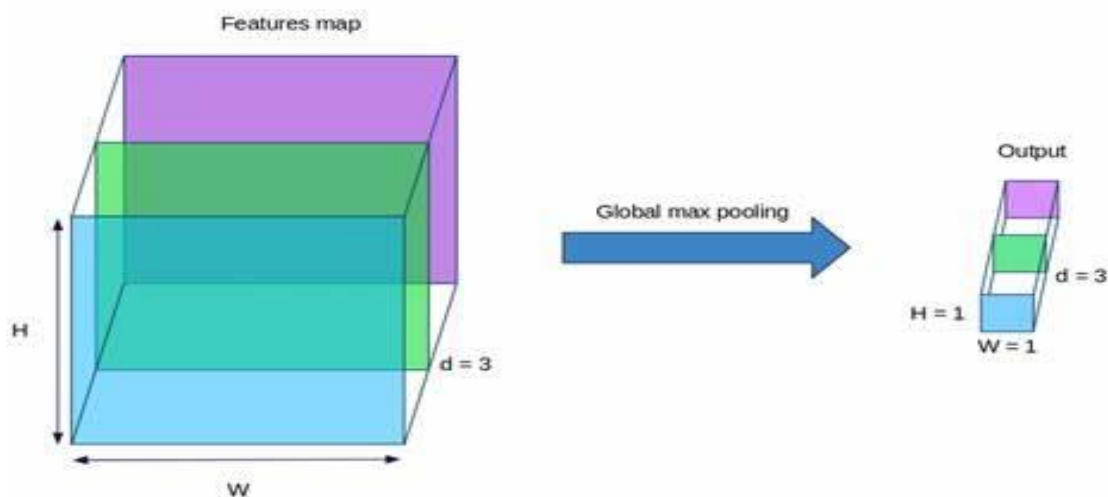 Features map
H
W
d = 3
Global max pooling
Output
d = 3
H = 1
W = 1